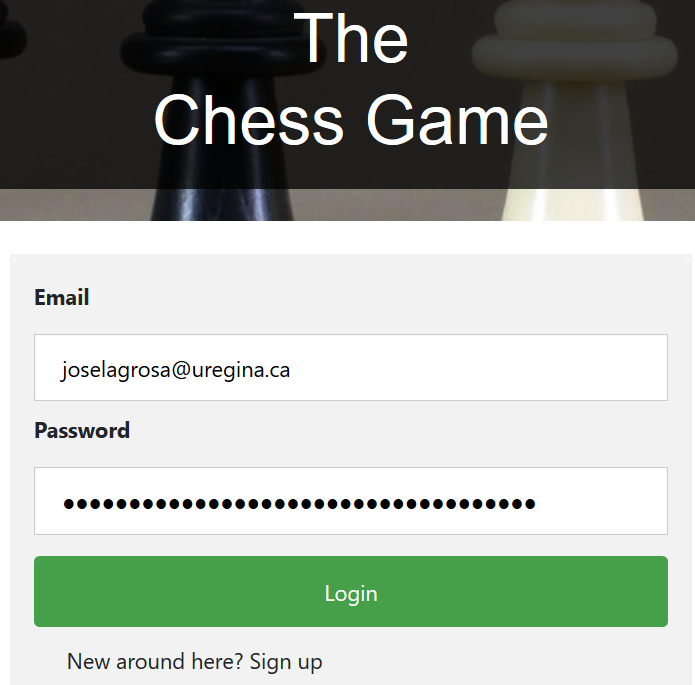 The
Chess Game
Email
joselagrosa@uregina.ca
Password
••••••••••••••••••••••••••••••••••••
Login
New around here? Sign up